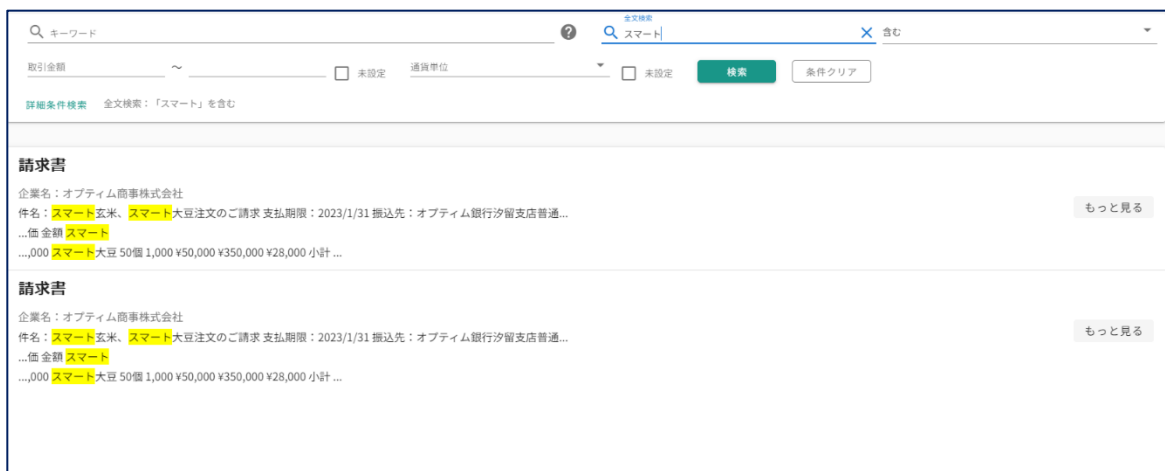 キーワード
全文検索
スマート
含む
取引金額 ～ 未設定 通貨単位 未設定 検索 条件クリア
詳細条件検索 全文検索：「スマート」を含む
請求書
企業名：オプティム商事株式会社
件名：スマート玄米、スマート大豆注文のご請求 支払期限：2023/1/31 振込先：オプティム銀行汐留支店普通...
...価 金額 スマート
...,000 スマート大豆 50個 1,000 ¥50,000 ¥350,000 ¥28,000 小計 ...
もっと見る
請求書
企業名：オプティム商事株式会社
件名：スマート玄米、スマート大豆注文のご請求 支払期限：2023/1/31 振込先：オプティム銀行汐留支店普通...
...価 金額 スマート
...,000 スマート大豆 50個 1,000 ¥50,000 ¥350,000 ¥28,000 小計 ...
もっと見る